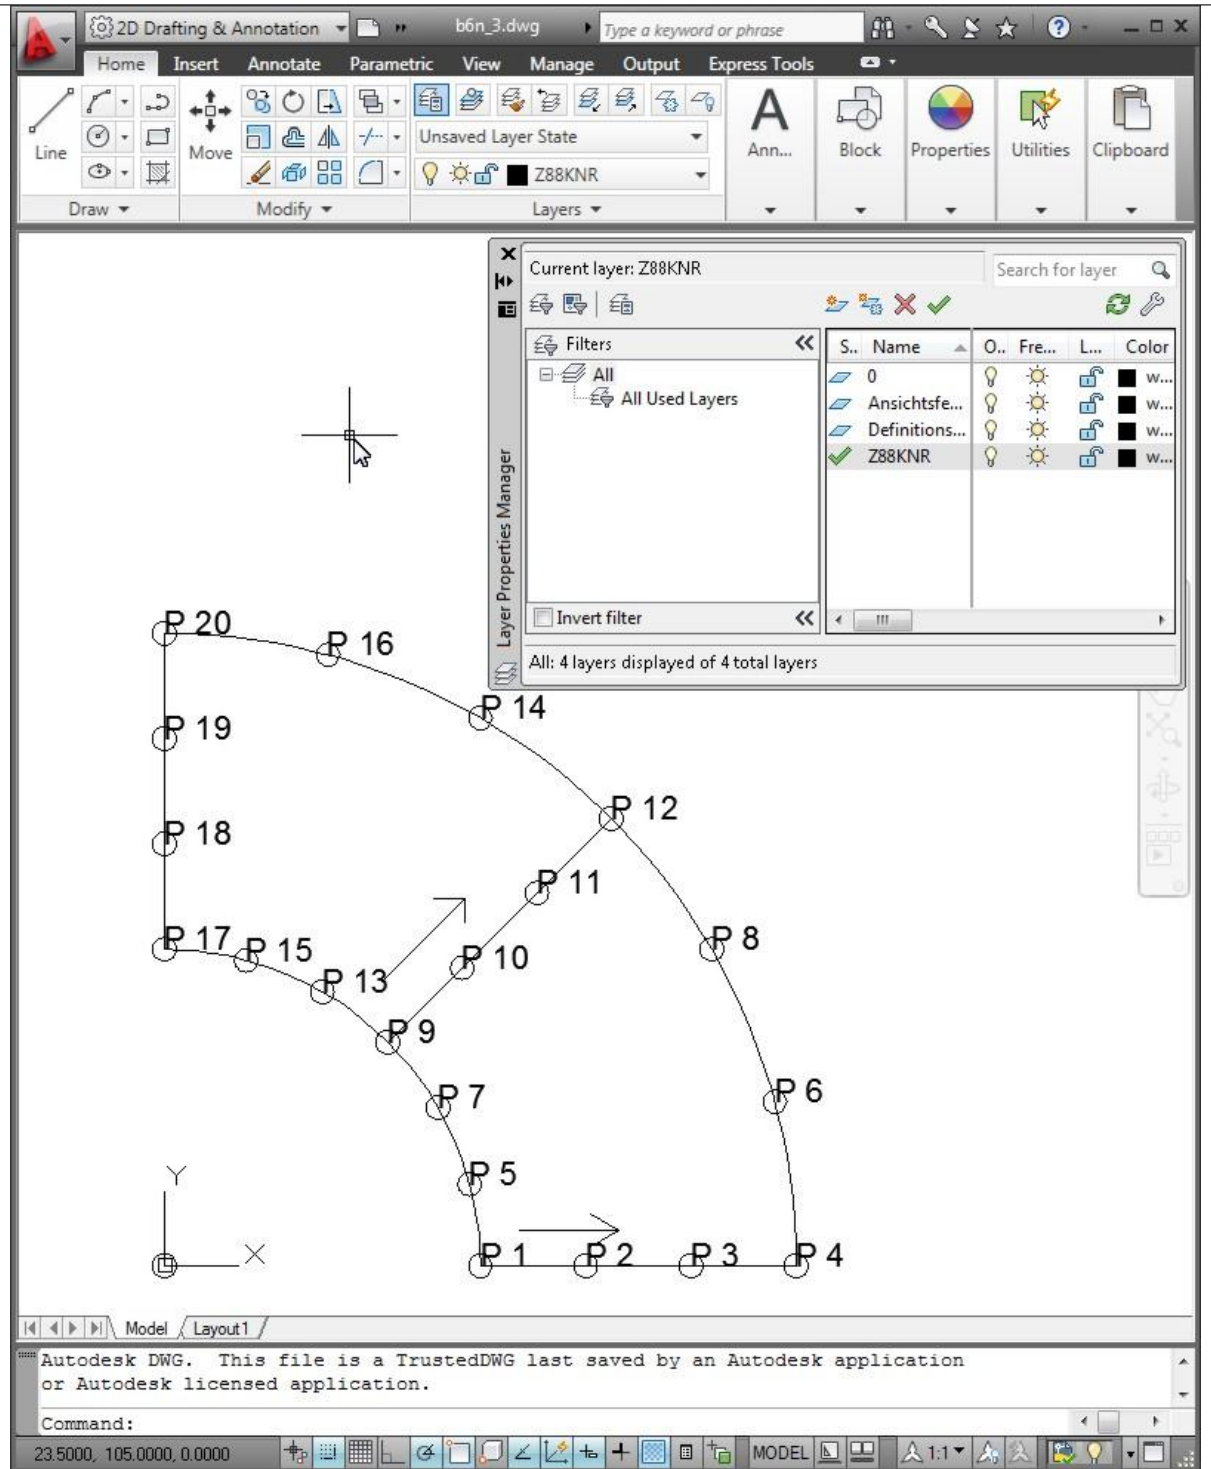 2D Drafting & Annotation b6n_3.dwg Type a keyword or phrase
Home Insert Annotate Parametric View Manage Output Express Tools
Unsaved Layer State
Line Move Ann... Block Properties Utilities Clipboard
Z88KNR
Draw Modify Layers
Current layer: Z88KNR Search for layer
Filters S.. Name O.. Fre... L... Color
All 0 w...
All Used Layers Ansichtsfe... w...
Definitions... w...
Z88KNR w...
Layer Properties Manager
Invert filter
All: 4 layers displayed of 4 total layers
P 20
P 16
P 14
P 19
P 12
P 18
P 11
P 17
P 15
P 8
P 10
P 13
P 9
P 7
P 6
P 5
Y
X
P 1 P 2 P 3 P 4
Model Layout1
Autodesk DWG. This file is a TrustedDWG last saved by an Autodesk application
or Autodesk licensed application.
Command:
23.5000, 105.0000, 0.0000 MODEL 1:1